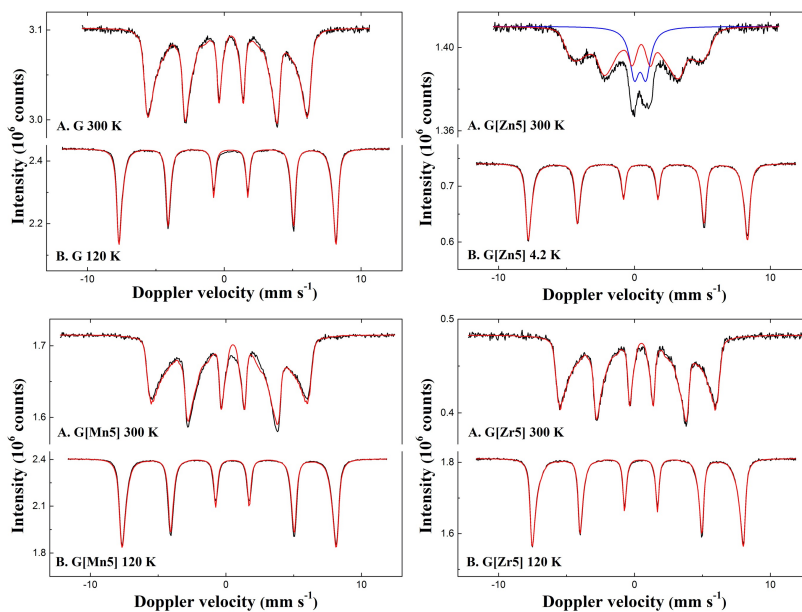 Intensity (10⁶ counts)
3.1
3.0
A. G 300 K
2.4
2.2
B. G 120 K
-10 0 10
Doppler velocity (mm s⁻¹)
Intensity (10⁶ counts)
1.40
1.36
A. G[Zn5] 300 K
0.7
0.6
B. G[Zn5] 4.2 K
-10 0 10
Doppler velocity (mm s⁻¹)
Intensity (10⁶ counts)
1.7
1.6
A. G[Mn5] 300 K
2.4
2.1
1.8
B. G[Mn5] 120 K
-10 0 10
Doppler velocity (mm s⁻¹)
Intensity (10⁶ counts)
0.5
0.4
A. G[Zr5] 300 K
1.8
1.6
B. G[Zr5] 120 K
-10 0 10
Doppler velocity (mm s⁻¹)